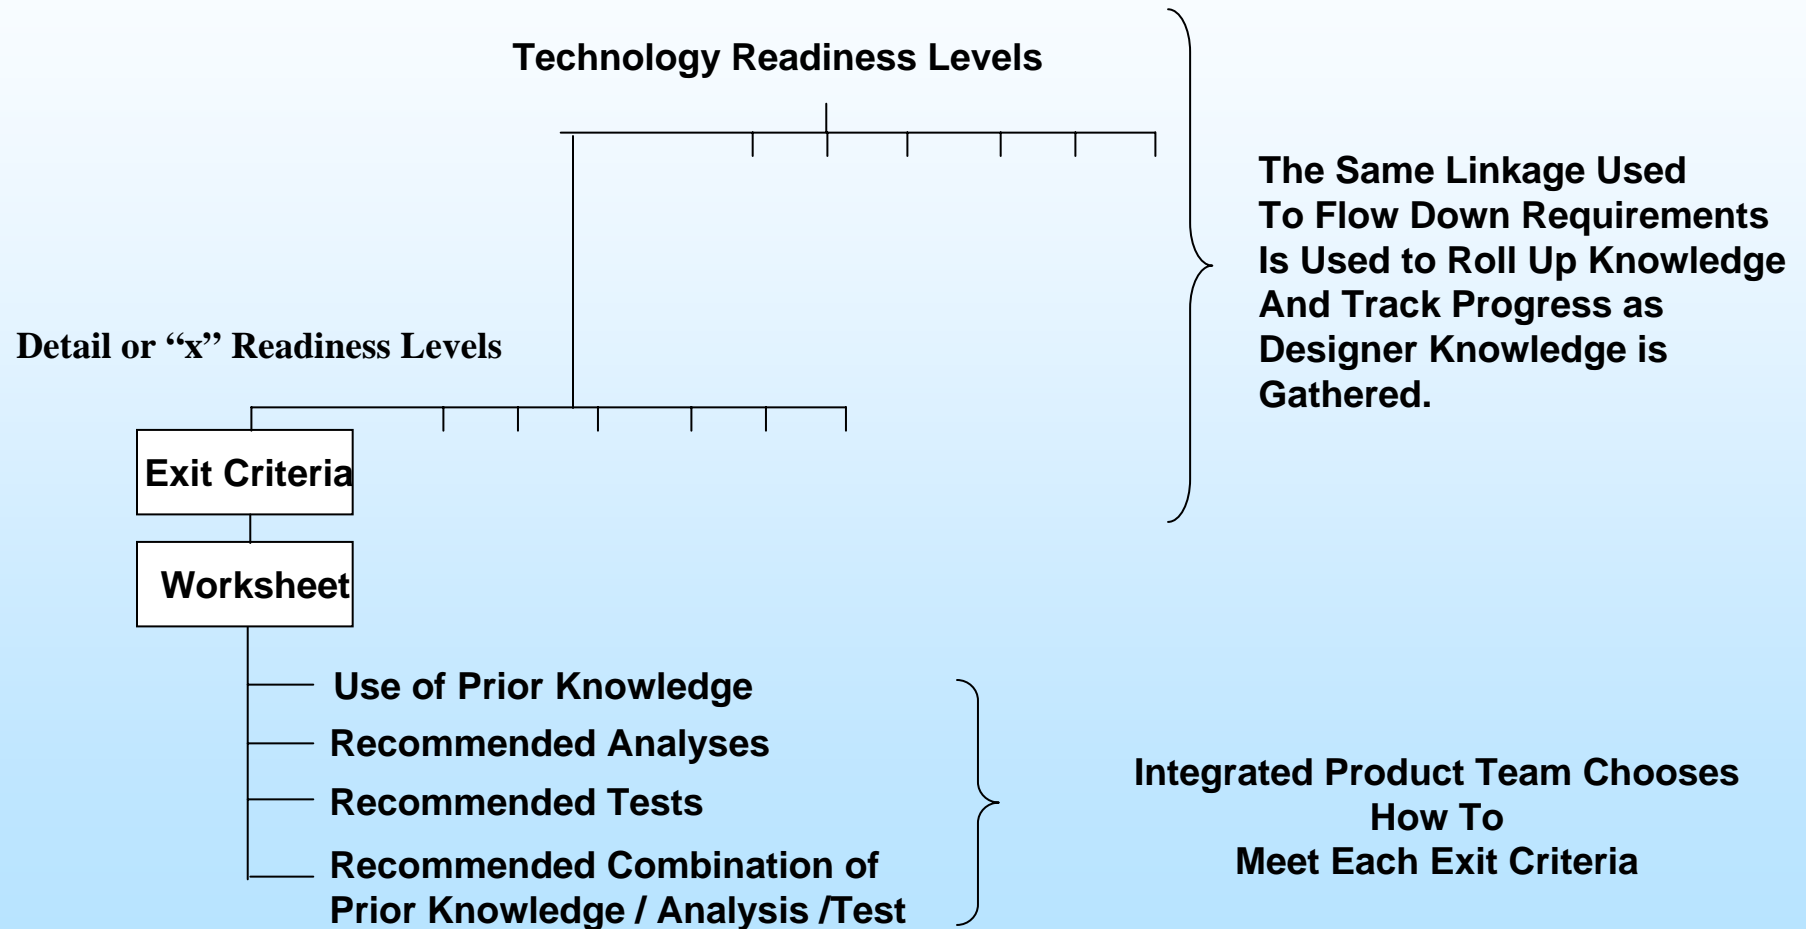 Technology Readiness Levels
The Same Linkage Used
To Flow Down Requirements
Is Used to Roll Up Knowledge
And Track Progress as
Designer Knowledge is
Gathered.
Detail or “x” Readiness Levels
Exit Criteria
Worksheet
Use of Prior Knowledge
Recommended Analyses
Recommended Tests
Recommended Combination of
Prior Knowledge / Analysis /Test
Integrated Product Team Chooses
How To
Meet Each Exit Criteria